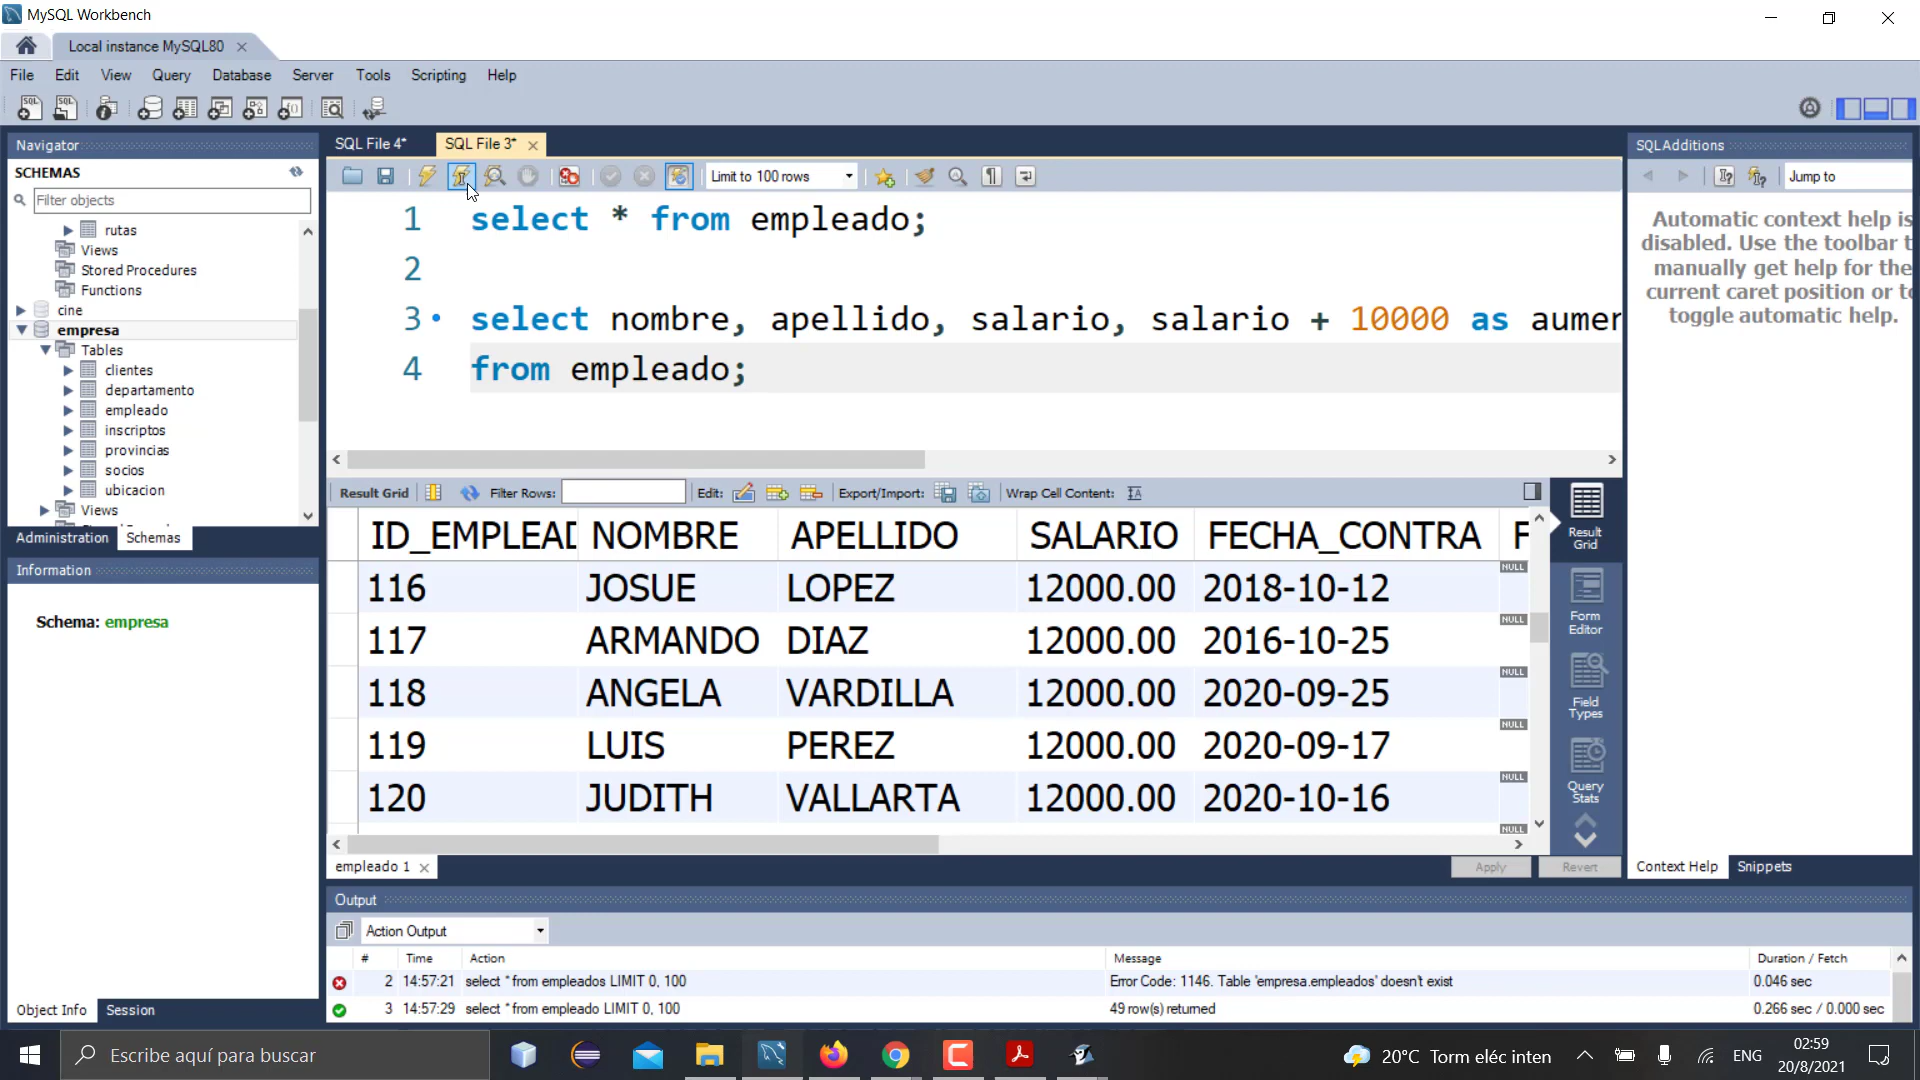 MySQL Workbench
Local instance MySQL80
File Edit View Query Database Server Tools Scripting Help
Navigator
SCHEMAS
Filter objects
rutas
Views
Stored Procedures
Functions
cine
empresa
Tables
clientes
departamento
empleado
inscriptos
provincias
socios
ubicacion
Views
Administration Schemas
Information
Schema: empresa
Object Info Session
SQL File 4* SQL File 3*
Limit to 100 rows
1 select * from empleado;
2
3 select nombre, apellido, salario, salario + 10000 as aumen
4 from empleado;
Result Grid Filter Rows: Edit: Export/Import: Wrap Cell Content:
ID_EMPLEAD NOMBRE APELLIDO SALARIO FECHA_CONTRA F
116 JOSUE LOPEZ 12000.00 2018-10-12 NULL
117 ARMANDO DIAZ 12000.00 2016-10-25 NULL
118 ANGELA VARDILLA 12000.00 2020-09-25 NULL
119 LUIS PEREZ 12000.00 2020-09-17 NULL
120 JUDITH VALLARTA 12000.00 2020-10-16 NULL
NULL
Result
Grid
Form
Editor
Field
Types
Query
Stats
empleado 1
Apply Revert
SQLAdditions
Jump to
Automatic context help is
disabled. Use the toolbar t
manually get help for the
current caret position or to
toggle automatic help.
Context Help Snippets
Output
Action Output
# Time Action Message Duration / Fetch
2 14:57:21 select * from empleados LIMIT 0, 100 Error Code: 1146. Table 'empresa.empleados' doesn't exist 0.046 sec
3 14:57:29 select * from empleado LIMIT 0, 100 49 row(s) returned 0.266 sec / 0.000 sec
Escribe aquí para buscar
20°C Torm eléc inten
ENG
02:59
20/8/2021